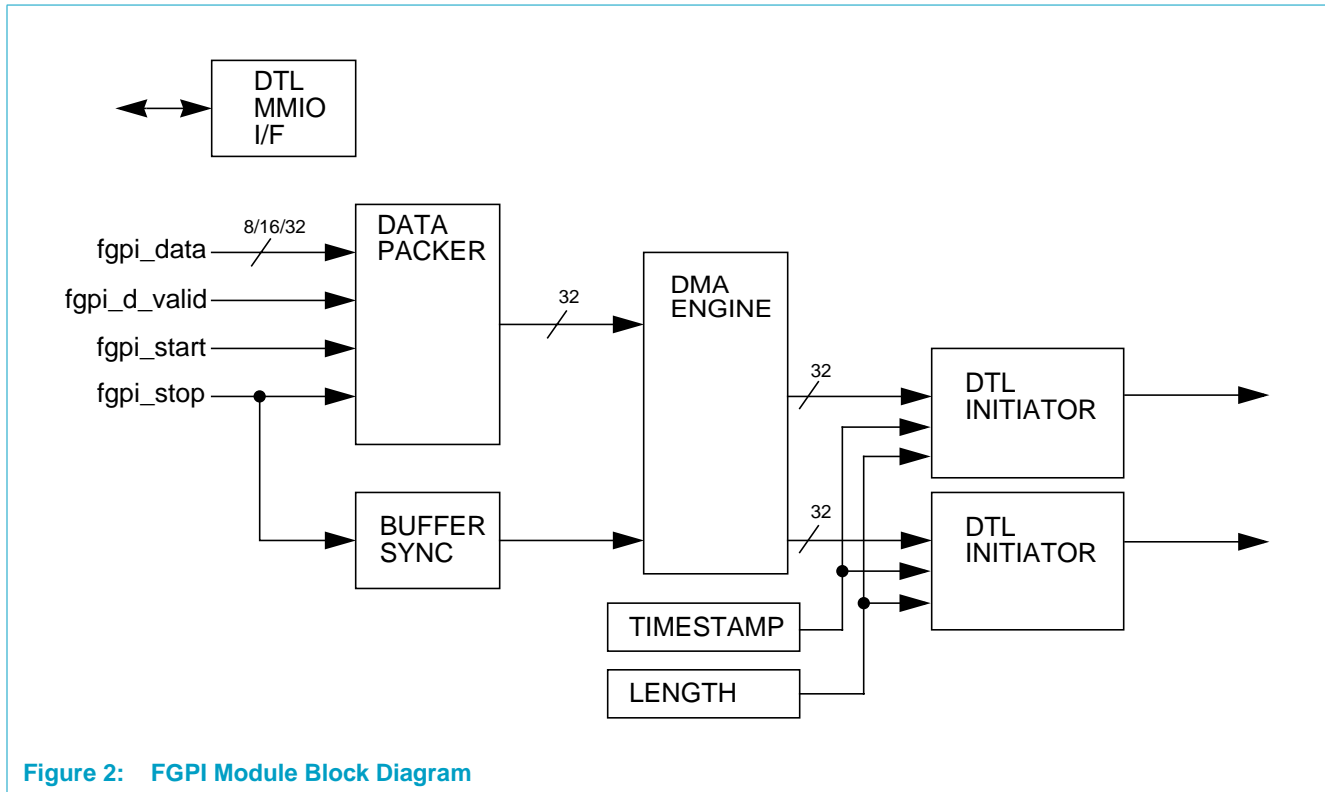 DTL
MMIO
I/F
8/16/32
fgpi_data
fgpi_d_valid
fgpi_start
fgpi_stop
DATA
PACKER
32
BUFFER
SYNC
DMA
ENGINE
32
32
DTL
INITIATOR
DTL
INITIATOR
TIMESTAMP
LENGTH
Figure 2: FGPI Module Block Diagram